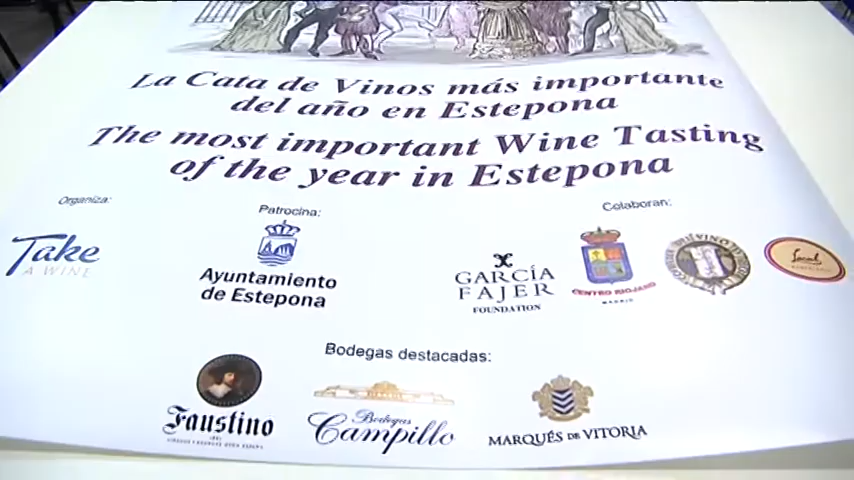 La Cata de Vinos más importante
del año en Estepona
The most important Wine Tasting
of the year in Estepona
Organiza:
Patrocina:
Colaboran:
Take
A WINE
Ayuntamiento
de Estepona
GARCÍA
FAJER
FOUNDATION
CENTRO RIOJANO
MADRID
Bodegas destacadas:
Faustino
Bodegas
Campillo
MARQUÉS DE VITORIA